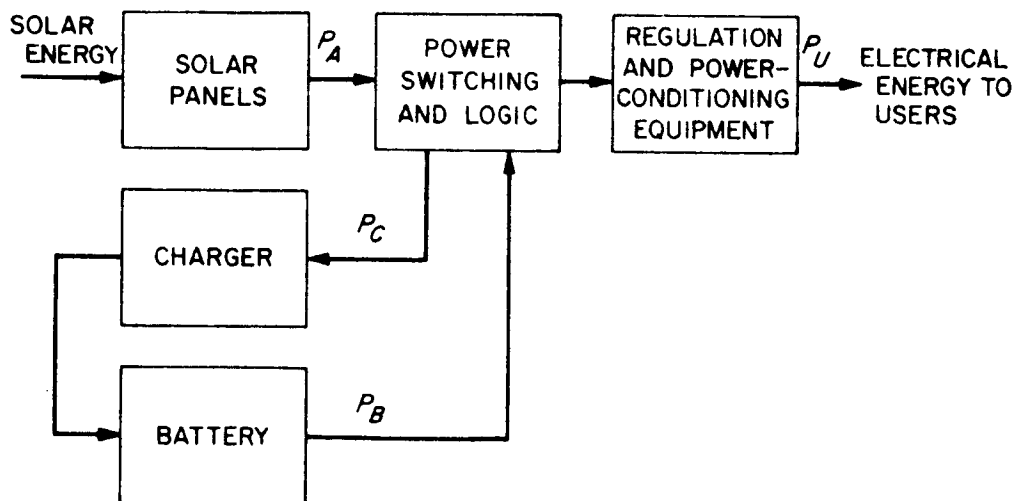 SOLAR
ENERGY
SOLAR
PANELS
P_A
POWER
SWITCHING
AND LOGIC
REGULATION
AND POWER-
CONDITIONING
EQUIPMENT
P_U
ELECTRICAL
ENERGY TO
USERS
CHARGER
P_C
BATTERY
P_B